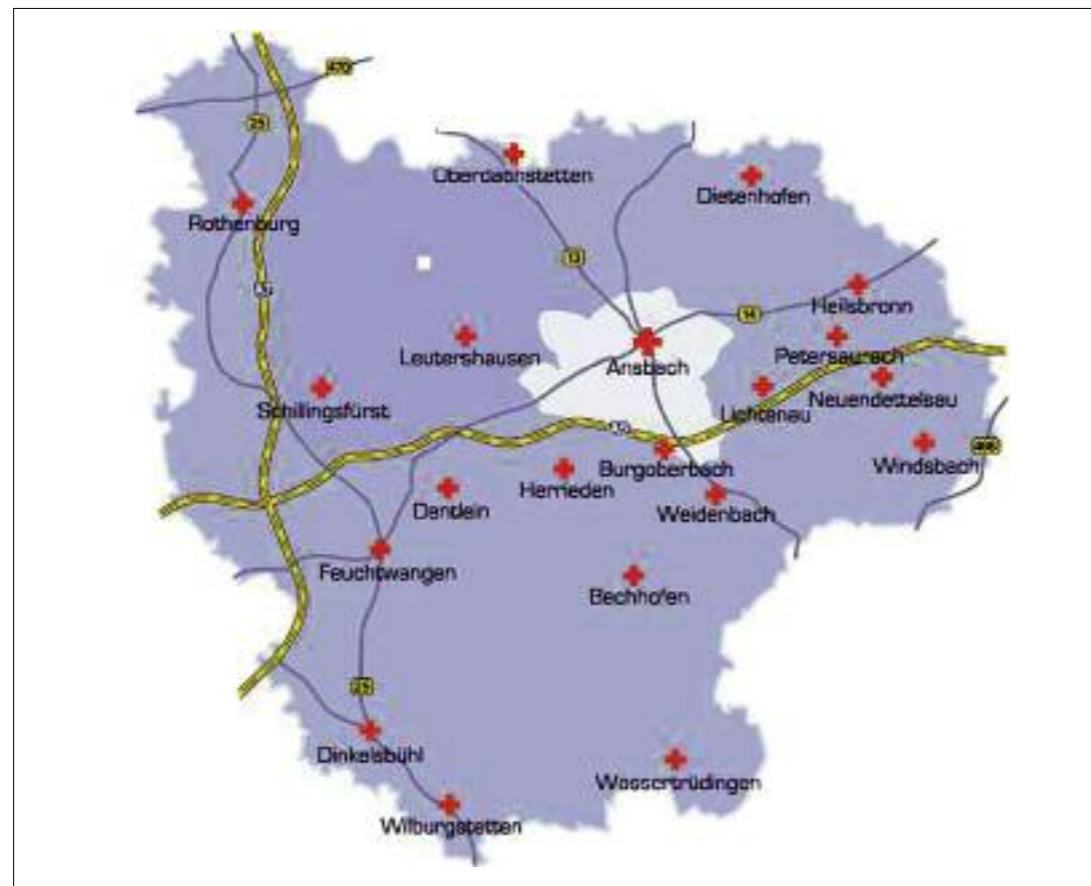 470
25
Oberdachstetten
Dietenhofen
Rothenburg
13
Heilsbronn
14
Leutershausen
Ansbach
Petersaurach
Schillingsfürst
Lichtenau
Neuendettelsau
Burgoberbach
Windsbach
Herrieden
Dentlein
Weidenbach
Feuchtwangen
Bechhofen
25
Dinkelsbühl
Wassertrüdingen
Wilburgstetten